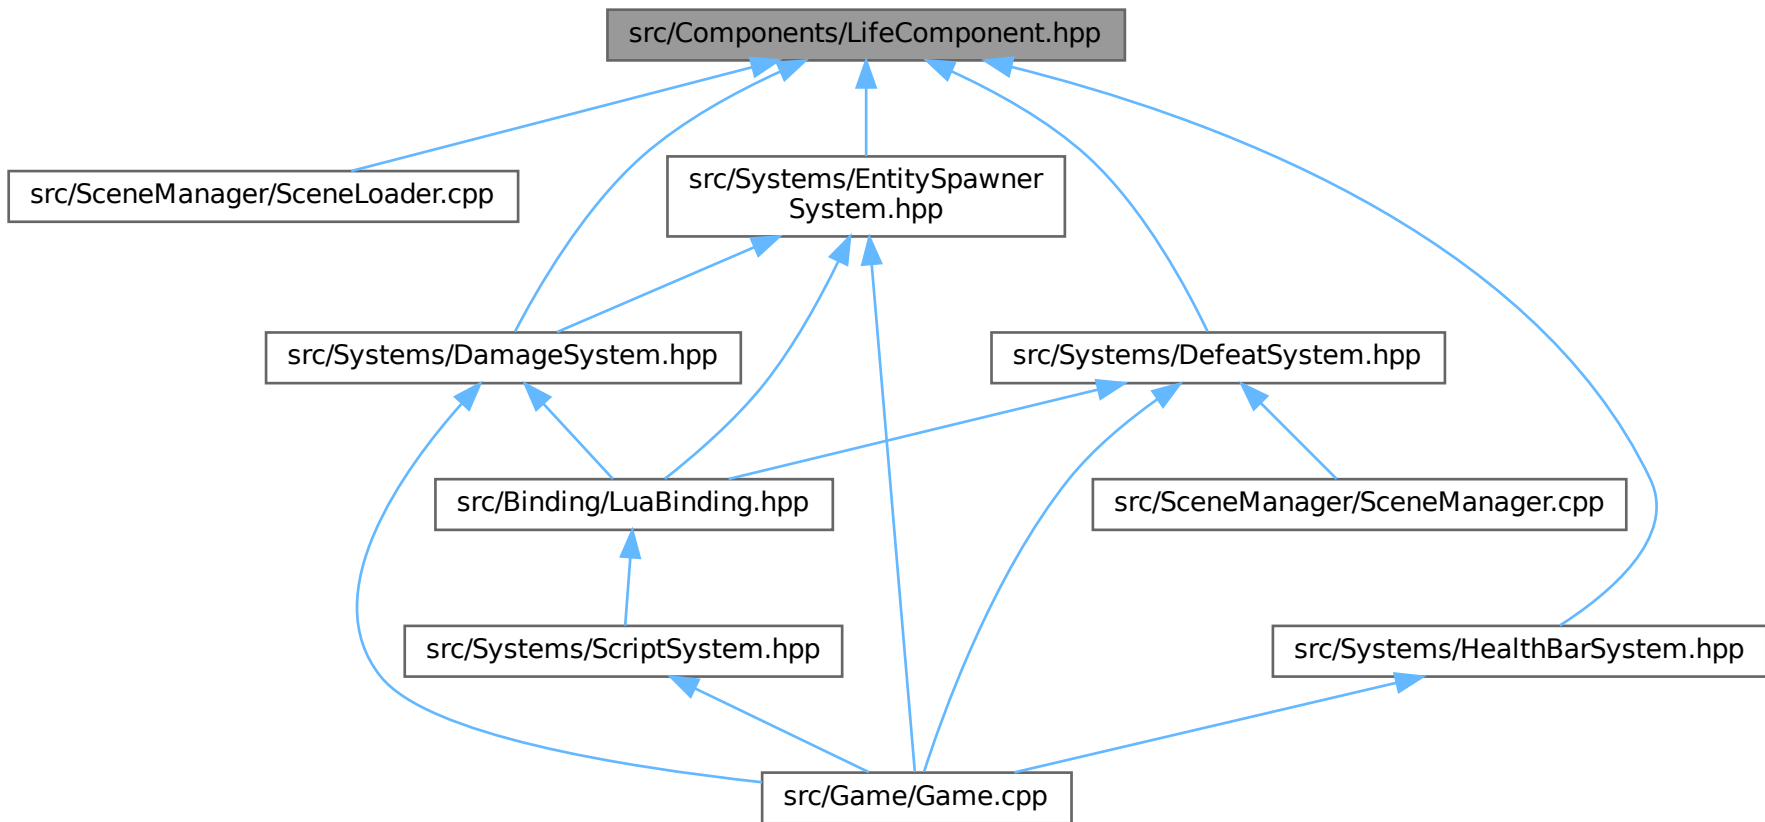 src/Components/LifeComponent.hpp
src/SceneManager/SceneLoader.cpp
src/Systems/EntitySpawner
System.hpp
src/Systems/DamageSystem.hpp
src/Systems/DefeatSystem.hpp
src/Binding/LuaBinding.hpp
src/SceneManager/SceneManager.cpp
src/Systems/ScriptSystem.hpp
src/Systems/HealthBarSystem.hpp
src/Game/Game.cpp